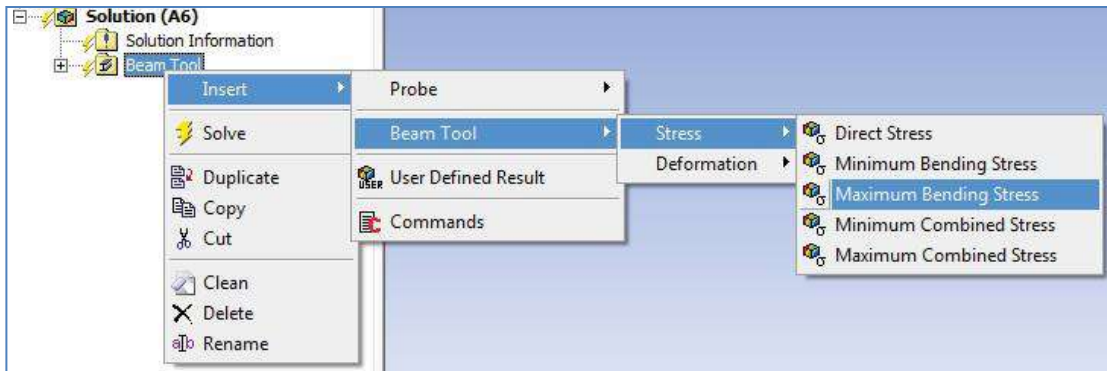 Solution (A6)
Solution Information
Beam Tool
Insert
Solve
Duplicate
Copy
Cut
Clean
Delete
Rename
Probe
Beam Tool
USER User Defined Result
Commands
Stress
Deformation
Direct Stress
Minimum Bending Stress
Maximum Bending Stress
Minimum Combined Stress
Maximum Combined Stress